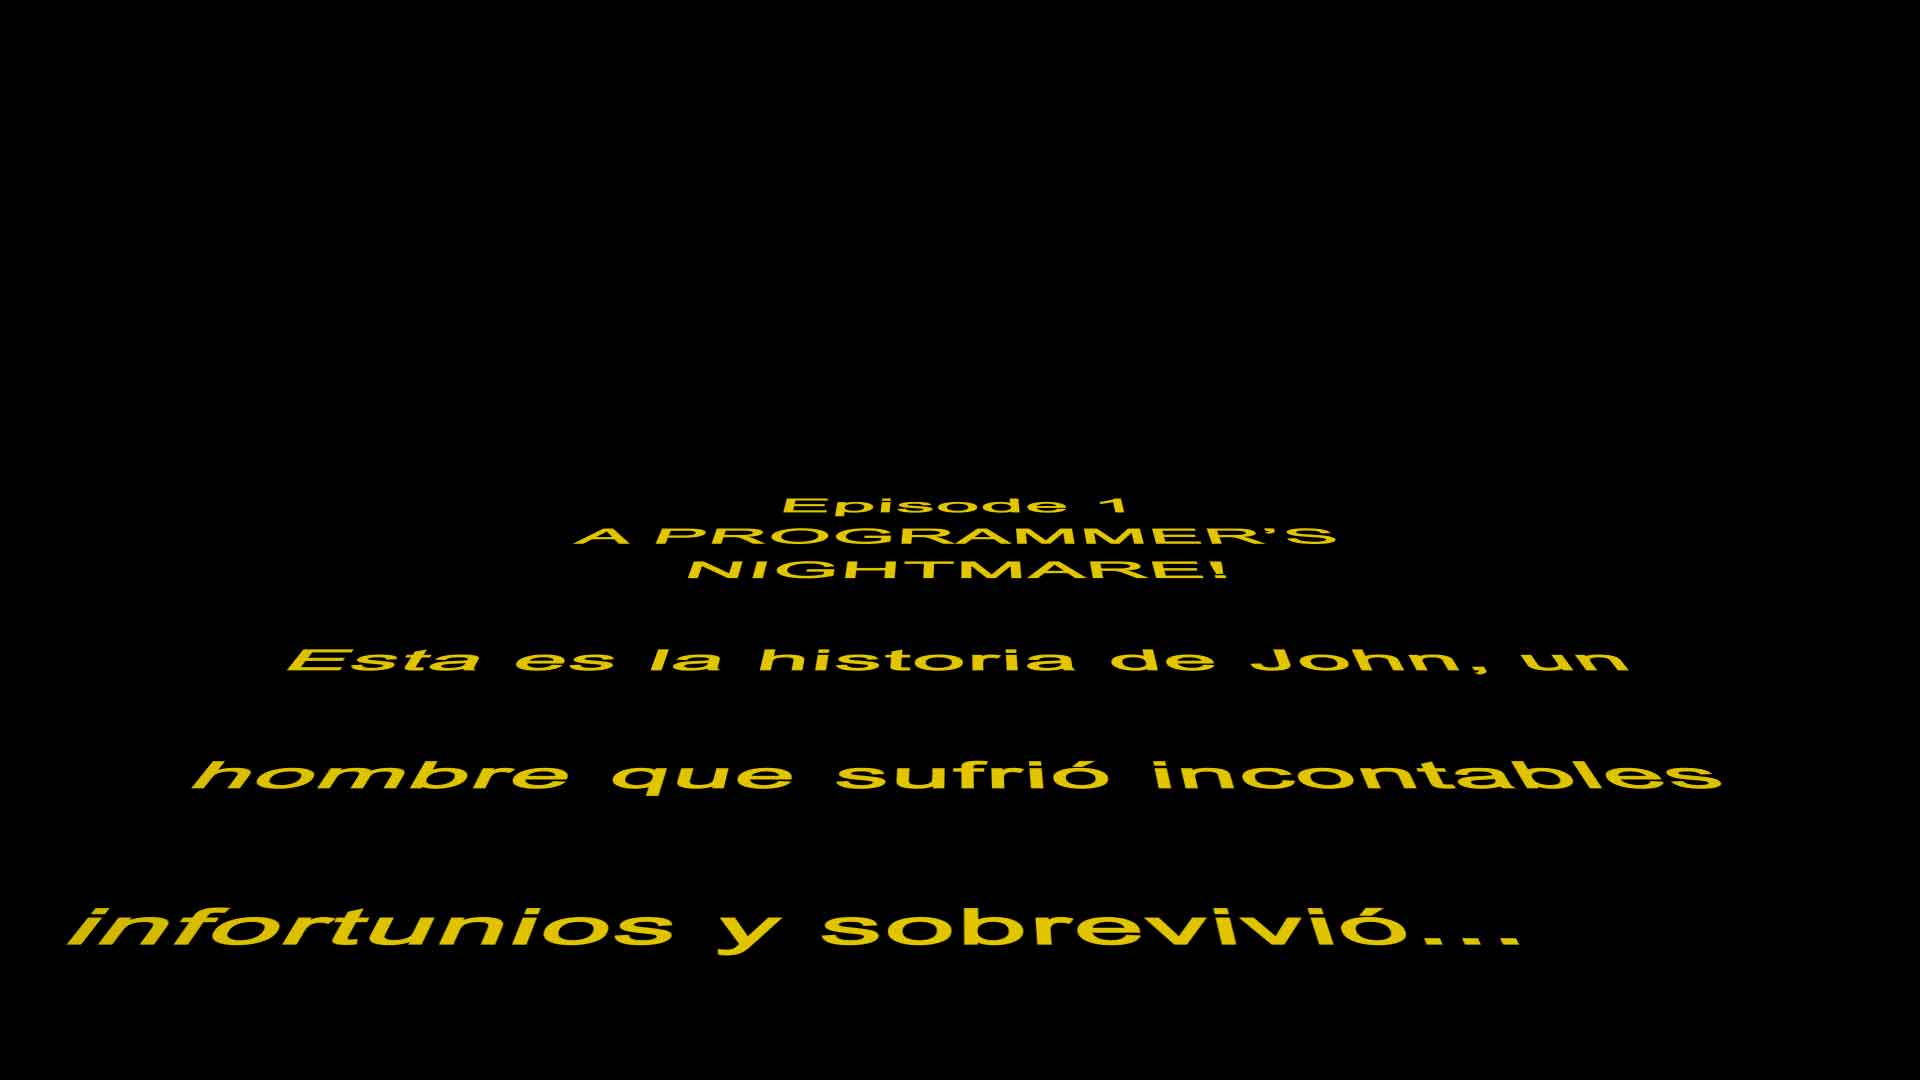 Episode 1
A PROGRAMMER’S
NIGHTMARE!
Esta es la historia de John, un
hombre que sufrió incontables
infortunios y sobrevivió...